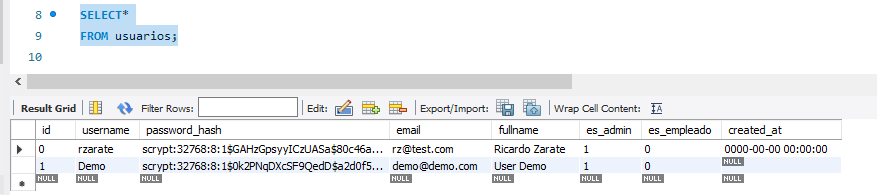 8 SELECT*
9 FROM usuarios;
10
Result Grid Filter Rows: Edit: Export/Import: Wrap Cell Content:
id username password_hash email fullname es_admin es_empleado created_at
0 rzarate scrypt:32768:8:1$GAHzGpsyyICzUASa$80c46a... rz@test.com Ricardo Zarate 1 0 0000-00-00 00:00:00
1 Demo scrypt:32768:8:1$0k2PNqDXcSF9QedD$a2d0f5... demo@demo.com User Demo 1 0 NULL
NULL NULL NULL NULL NULL NULL NULL NULL